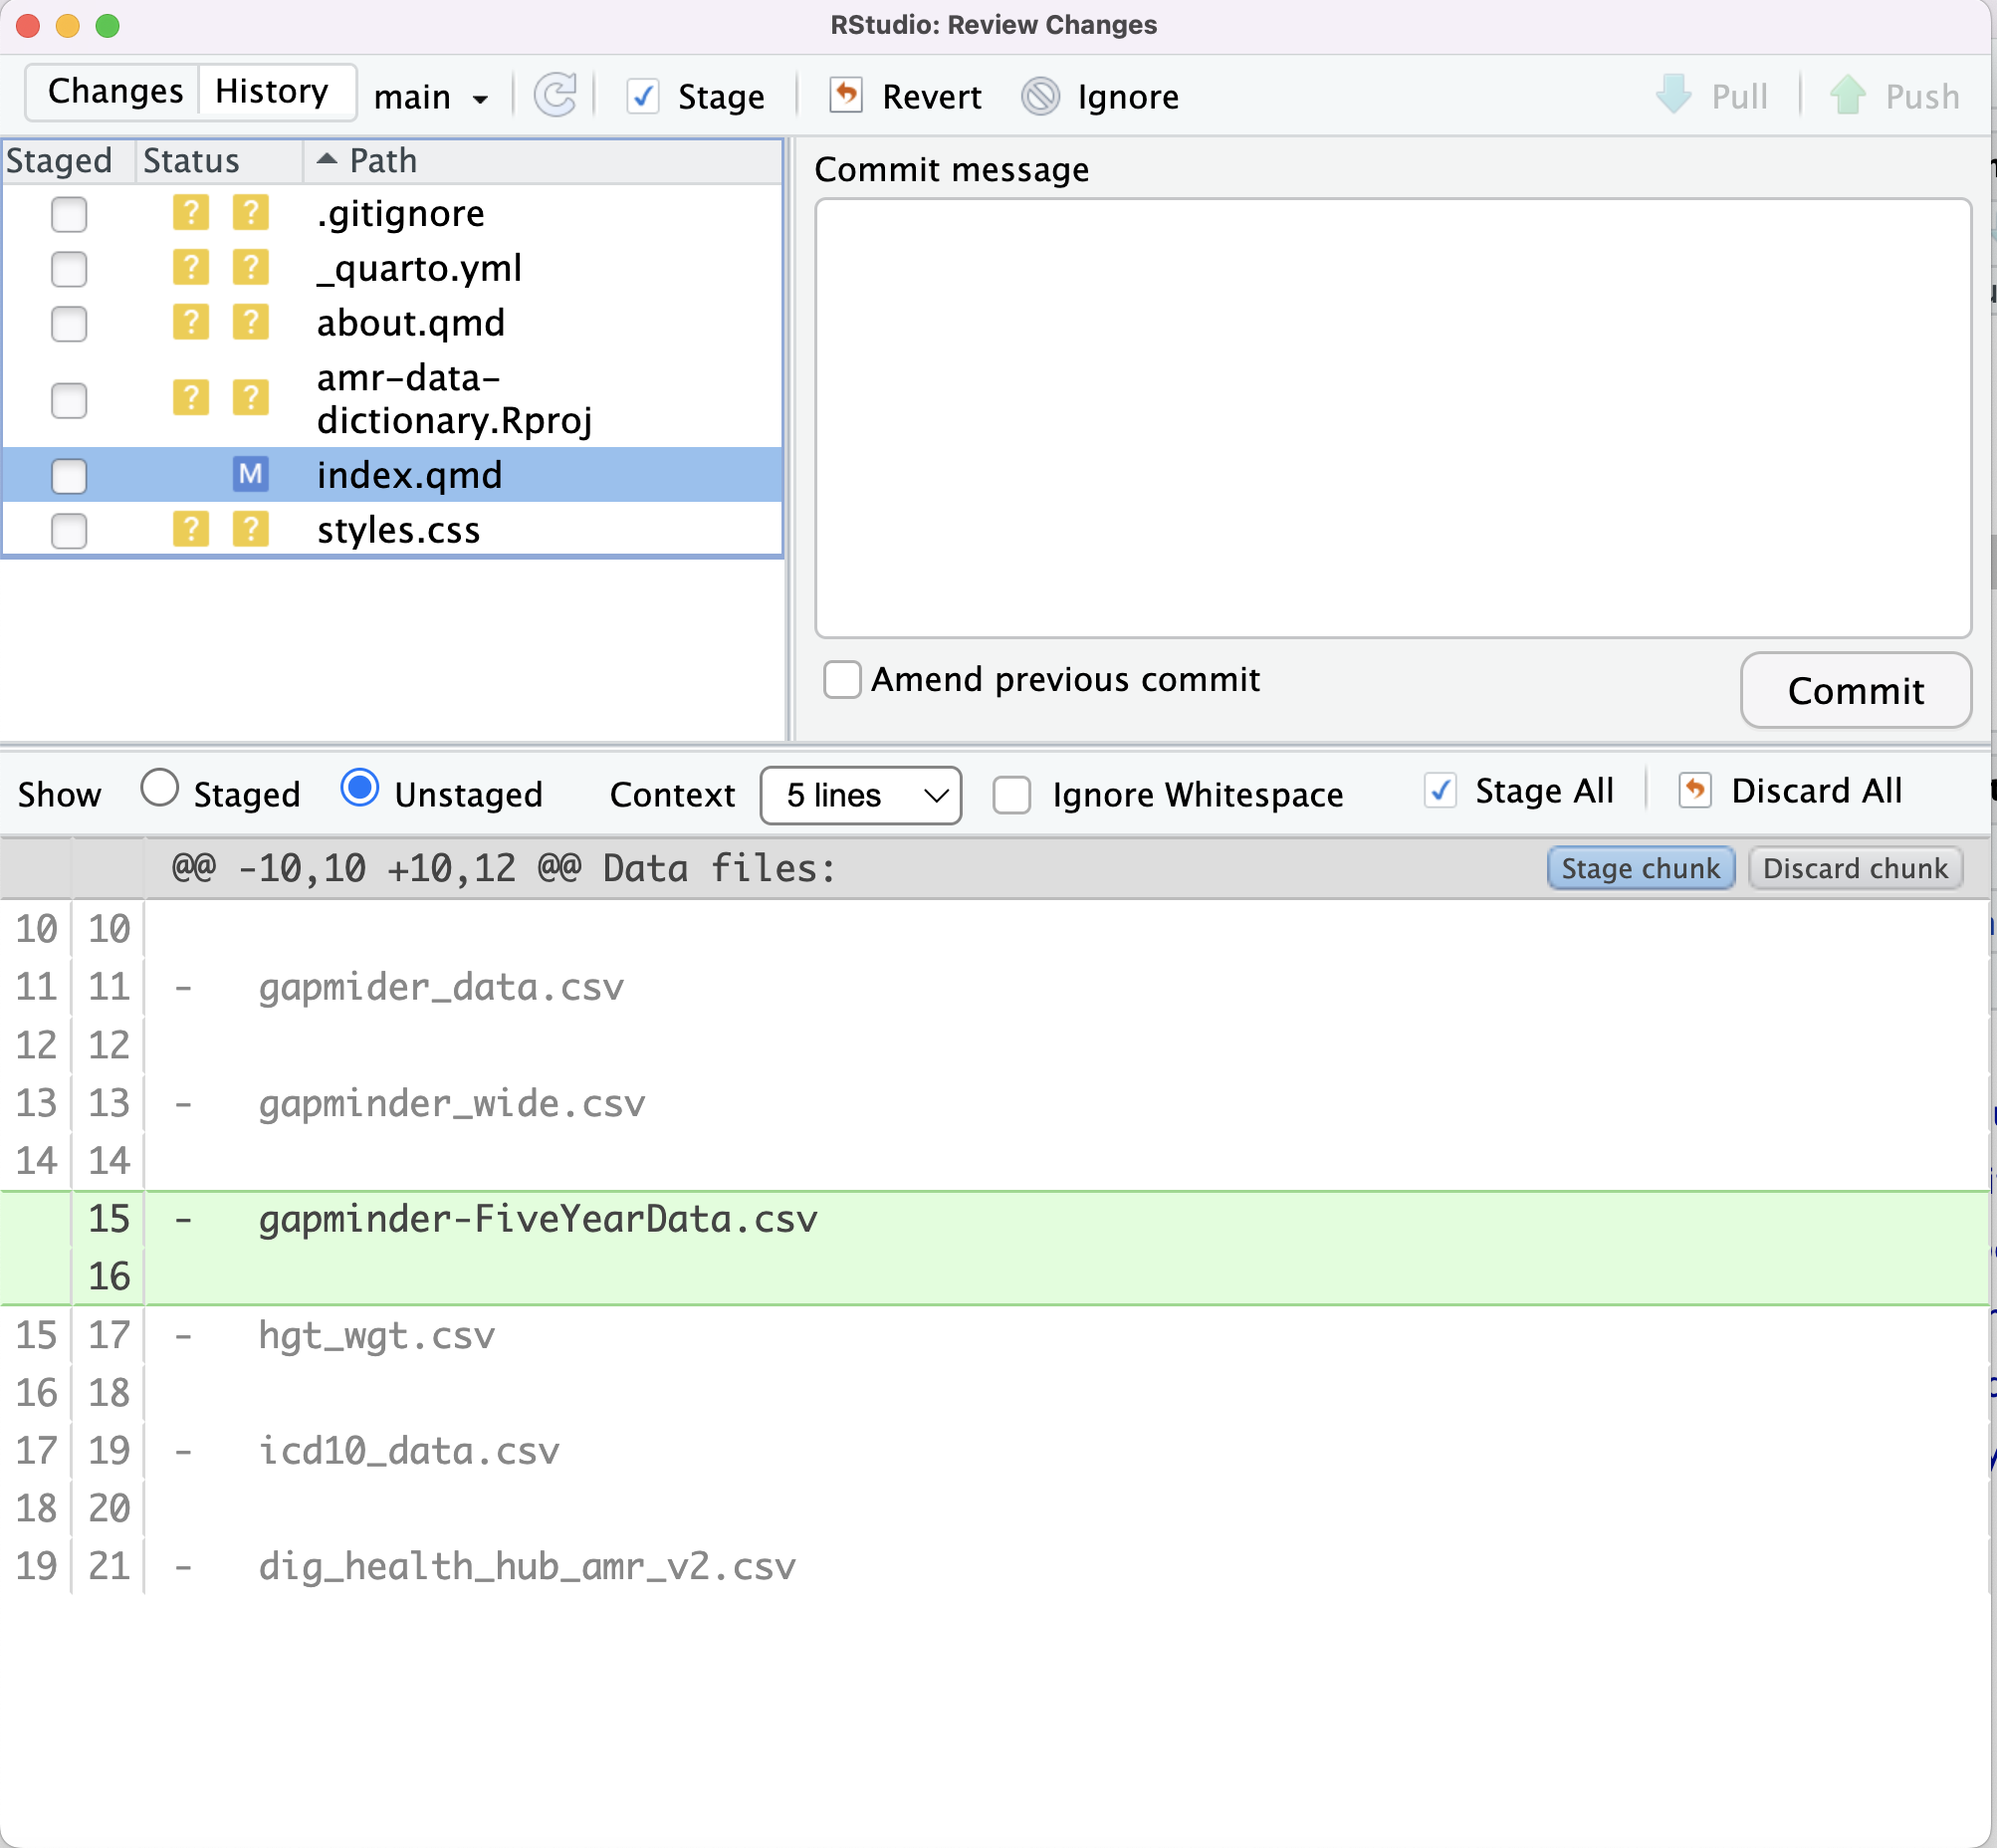 RStudio: Review Changes
Changes History main Stage Revert Ignore Pull Push
Staged Status Path
? ? .gitignore
? ? _quarto.yml
? ? about.qmd
? ? amr-data-
dictionary.Rproj
M index.qmd
? ? styles.css
Commit message
Amend previous commit
Commit
Show Staged Unstaged Context 5 lines Ignore Whitespace Stage All Discard All
@@ -10,10 +10,12 @@ Data files: Stage chunk Discard chunk
10 10
11 11 - gapmider_data.csv
12 12
13 13 - gapminder_wide.csv
14 14
15 - gapminder-FiveYearData.csv
16
15 17 - hgt_wgt.csv
16 18
17 19 - icd10_data.csv
18 20
19 21 - dig_health_hub_amr_v2.csv